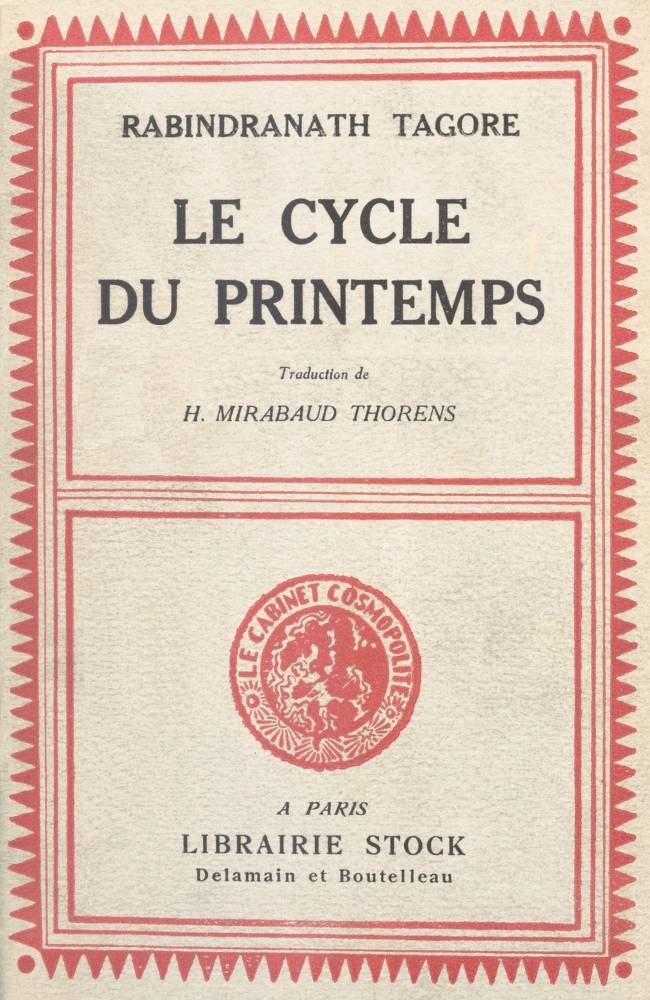 RABINDRANATH TAGORE
LE CYCLE
DU PRINTEMPS
Traduction de
H. MIRABAUD THORENS
LE CABINET COSMOPOLITE
A PARIS
LIBRAIRIE STOCK
Delamain et Boutelleau